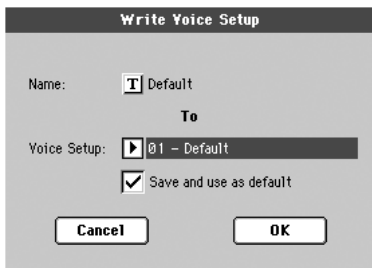 Write Voice Setup
Name: T Default
To
Voice Setup: 01 - Default
Save and use as default
Cancel OK